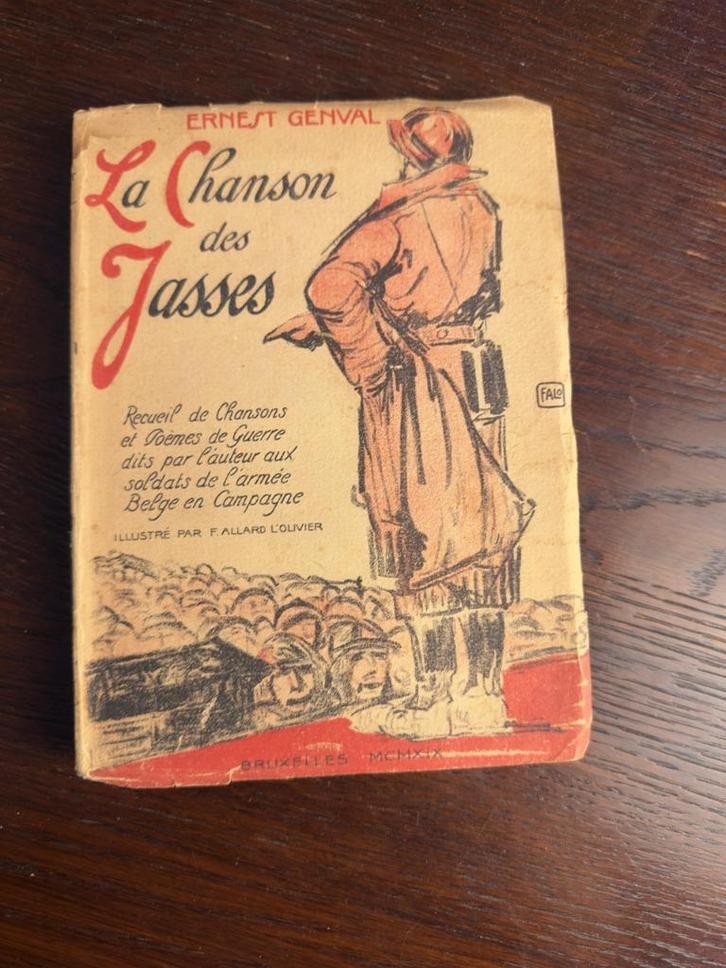 ERNEST GENVAL
La Chanson
des
Jasses
Recueil de Chansons
et Poèmes de Guerre
dits par l'auteur aux
soldats de l'armée
Belge en Campagne
ILLUSTRÉ PAR F. ALLARD L'OLIVIER
FALO
BRUXELLES MCMXIX